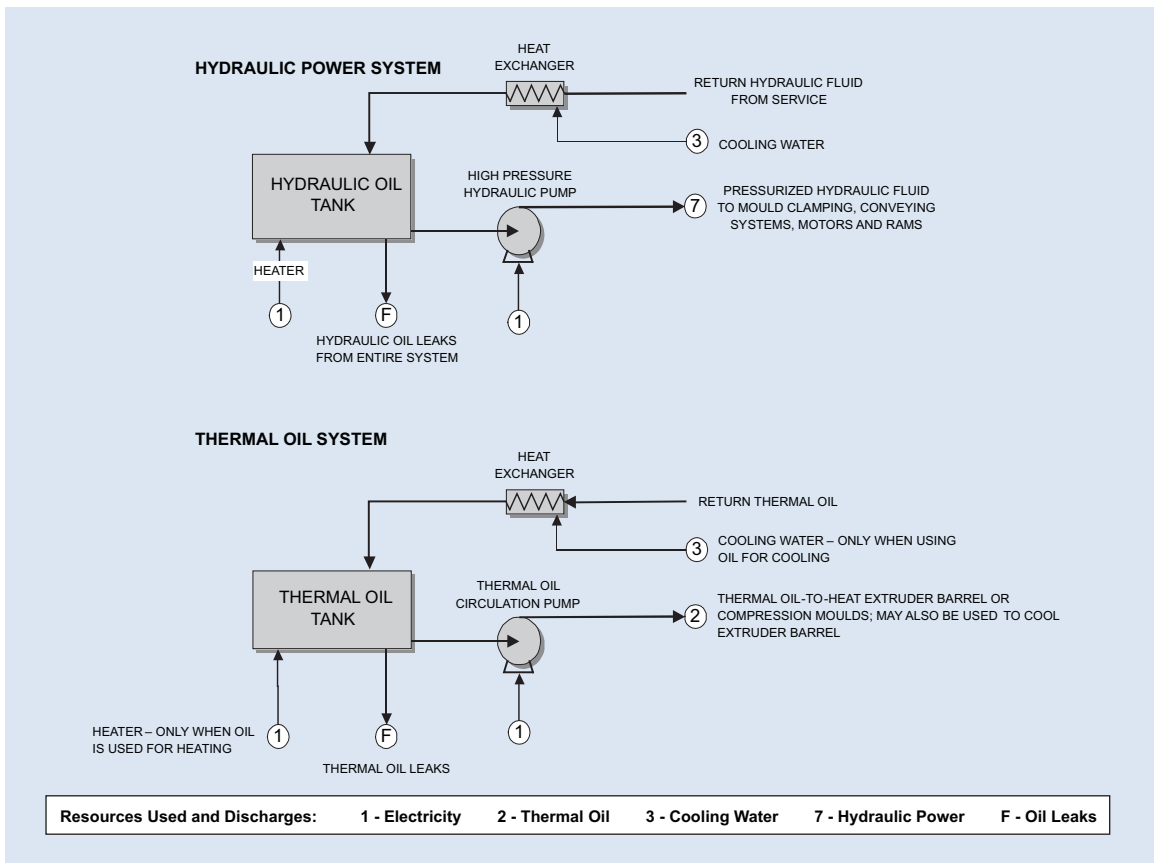 HYDRAULIC POWER SYSTEM
HEAT
EXCHANGER
RETURN HYDRAULIC FLUID
FROM SERVICE
3
COOLING WATER
HYDRAULIC OIL
TANK
HIGH PRESSURE
HYDRAULIC PUMP
7
PRESSURIZED HYDRAULIC FLUID
TO MOULD CLAMPING, CONVEYING
SYSTEMS, MOTORS AND RAMS
HEATER
1
F
1
HYDRAULIC OIL LEAKS
FROM ENTIRE SYSTEM
THERMAL OIL SYSTEM
HEAT
EXCHANGER
RETURN THERMAL OIL
3
COOLING WATER – ONLY WHEN USING
OIL FOR COOLING
THERMAL OIL
TANK
THERMAL OIL
CIRCULATION PUMP
2
THERMAL OIL-TO-HEAT EXTRUDER BARREL OR
COMPRESSION MOULDS; MAY ALSO BE USED TO COOL
EXTRUDER BARREL
HEATER – ONLY WHEN OIL
IS USED FOR HEATING
1
F
1
THERMAL OIL LEAKS
Resources Used and Discharges: 1 - Electricity 2 - Thermal Oil 3 - Cooling Water 7 - Hydraulic Power F - Oil Leaks